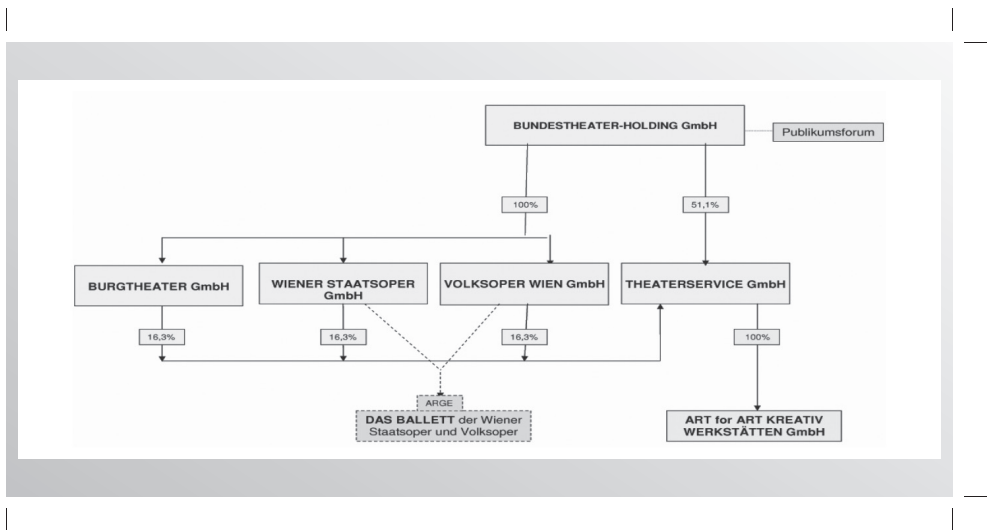 BUNDESTHEATER-HOLDING GmbH
Publikumsforum
100%
51,1%
BURGTHEATER GmbH
WIENER STAATSOPER
GmbH
VOLKSOPER WIEN GmbH
THEATERSERVICE GmbH
16,3%
16,3%
16,3%
100%
ARGE
DAS BALLETT der Wiener
Staatsoper und Volksoper
ART for ART KREATIV
WERKSTÄTTEN GmbH